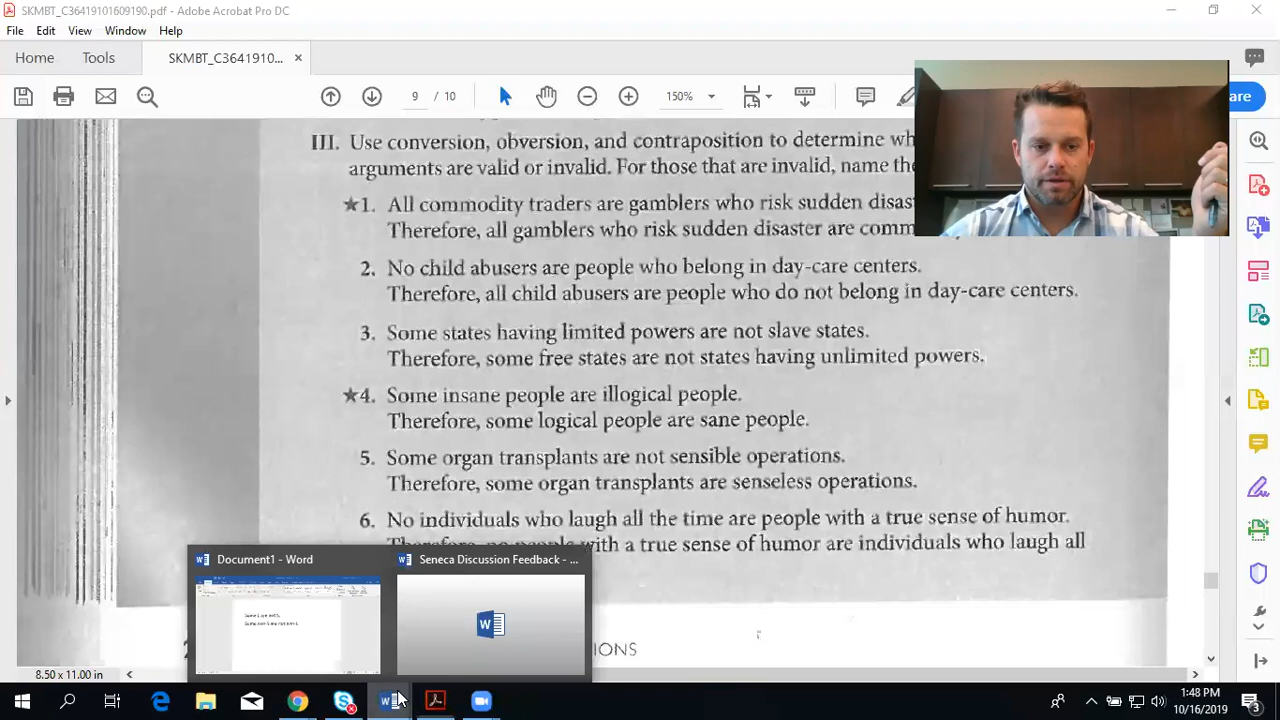 SKMBT_C36419101609190.pdf - Adobe Acrobat Pro DC
File Edit View Window Help
Home Tools SKMBT_C3641910...
9 / 10 150% are
III. Use conversion, obversion, and contraposition to determine wh
arguments are valid or invalid. For those that are invalid, name the
★1. All commodity traders are gamblers who risk sudden disas
Therefore, all gamblers who risk sudden disaster are comm
2. No child abusers are people who belong in day-care centers.
Therefore, all child abusers are people who do not belong in day-care centers.
3. Some states having limited powers are not slave states.
Therefore, some free states are not states having unlimited powers.
★4. Some insane people are illogical people.
Therefore, some logical people are sane people.
5. Some organ transplants are not sensible operations.
Therefore, some organ transplants are senseless operations.
6. No individuals who laugh all the time are people with a true sense of humor.
Therefore, no people with a true sense of humor are individuals who laugh all
Document1 - Word
Seneca Discussion Feedback - ...
IONS
8.50 x 11.00 in
1:48 PM
10/16/2019
3